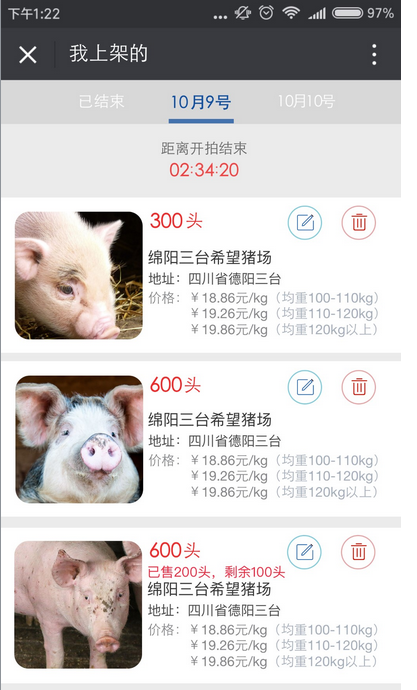 下午1:22
... 97%
我上架的
已结束 10月9号 10月10号
距离开拍结束
02:34:20
300头
绵阳三台希望猪场
地址：四川省德阳三台
价格：￥18.86元/kg（均重100-110kg）
￥19.26元/kg（均重110-120kg）
￥19.86元/kg（均重120kg以上）
600头
绵阳三台希望猪场
地址：四川省德阳三台
价格：￥18.86元/kg（均重100-110kg）
￥19.26元/kg（均重110-120kg）
￥19.86元/kg（均重120kg以上）
600头
已售200头，剩余100头
绵阳三台希望猪场
地址：四川省德阳三台
价格：￥18.86元/kg（均重100-110kg）
￥19.26元/kg（均重110-120kg）
￥19.86元/kg（均重120kg以上）